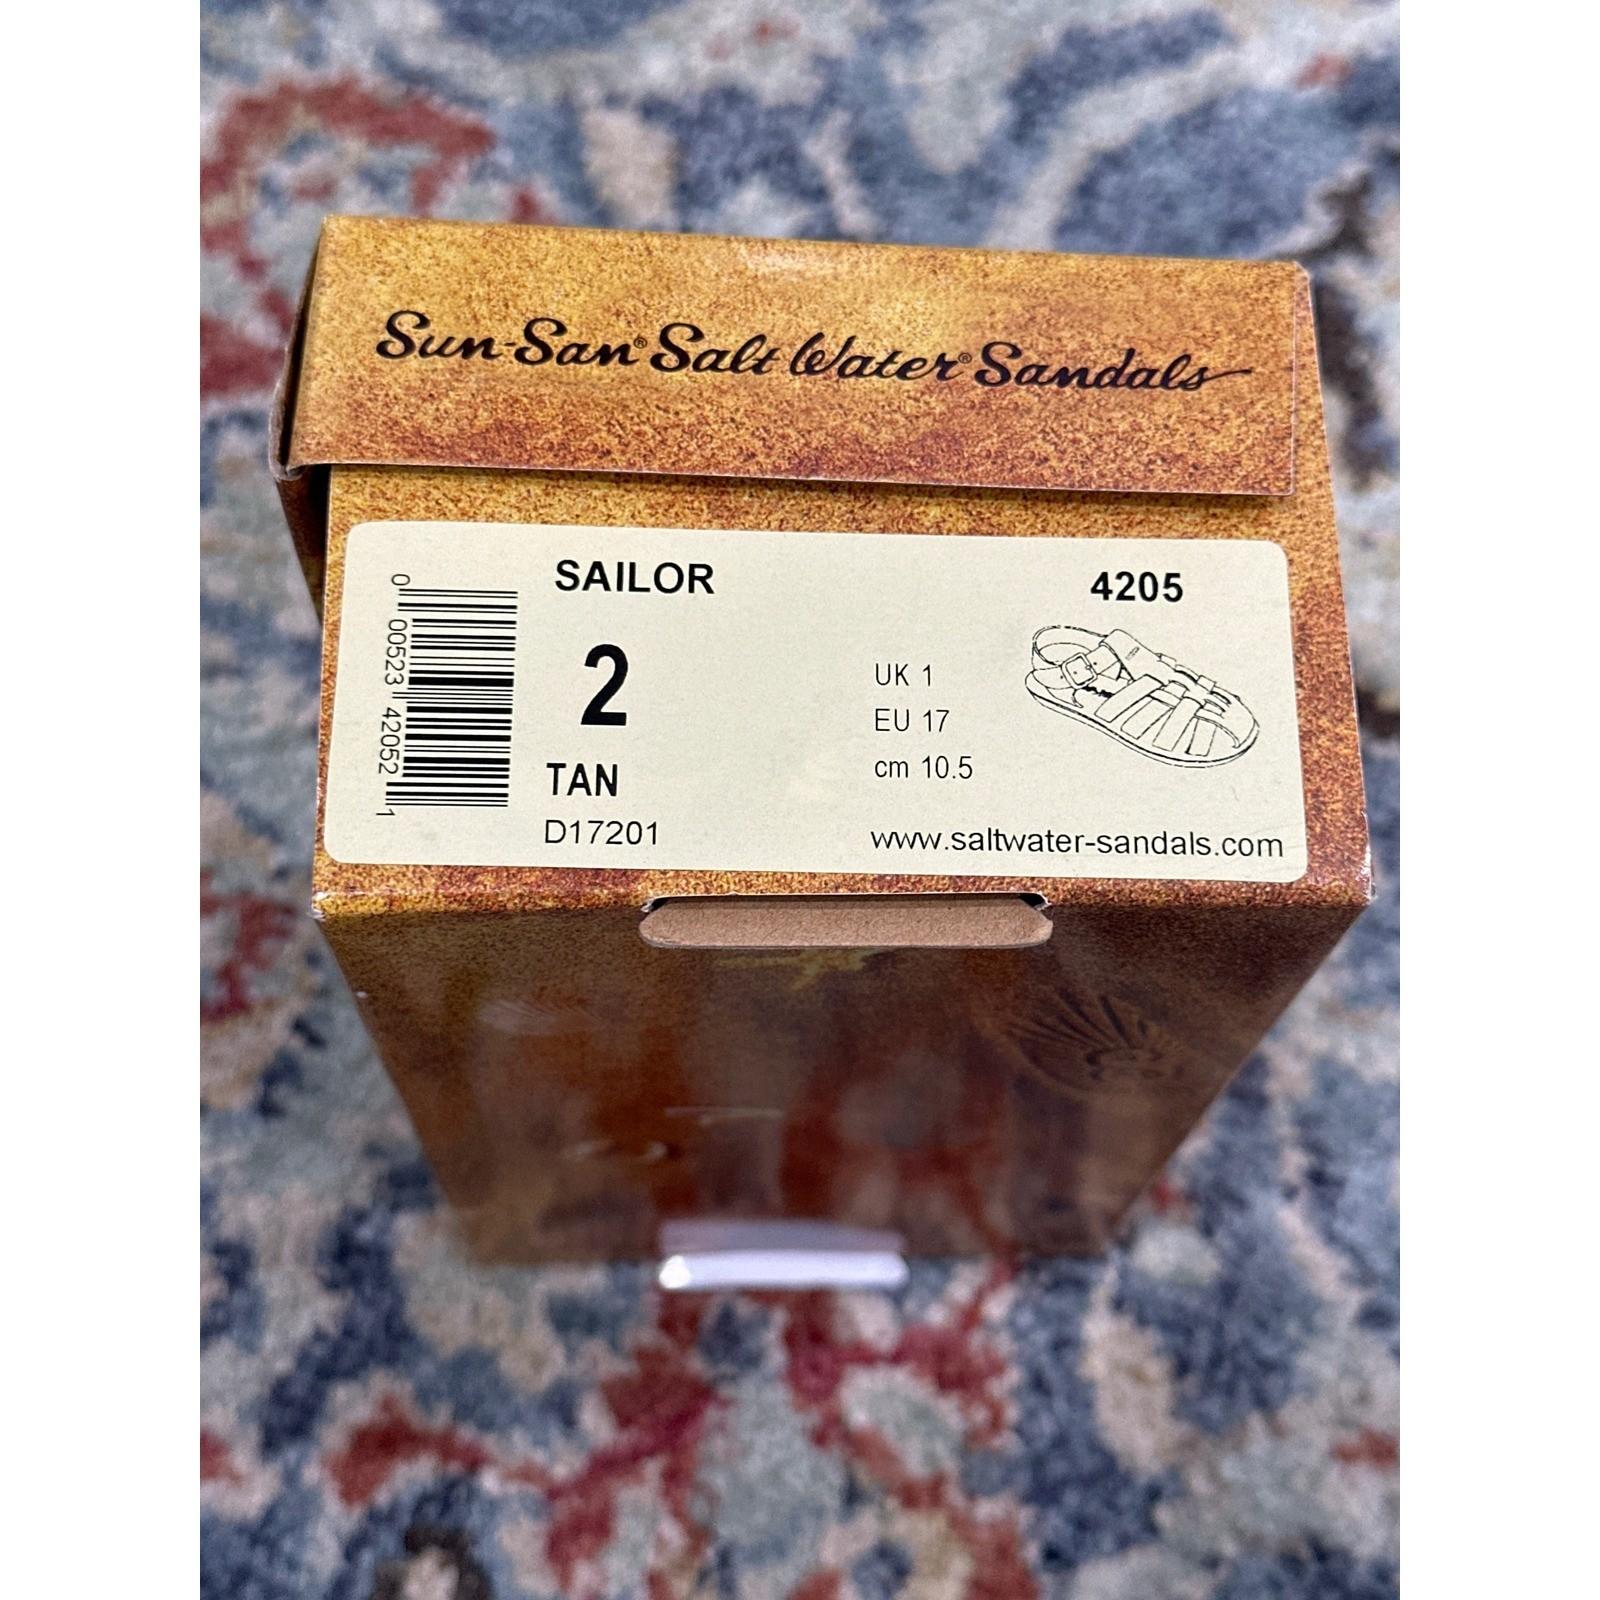 Sun-San® Salt Water® Sandals
SAILOR
4205
0 00523 42052 1
2
UK 1
EU 17
TAN
cm 10.5
D17201
www.saltwater-sandals.com